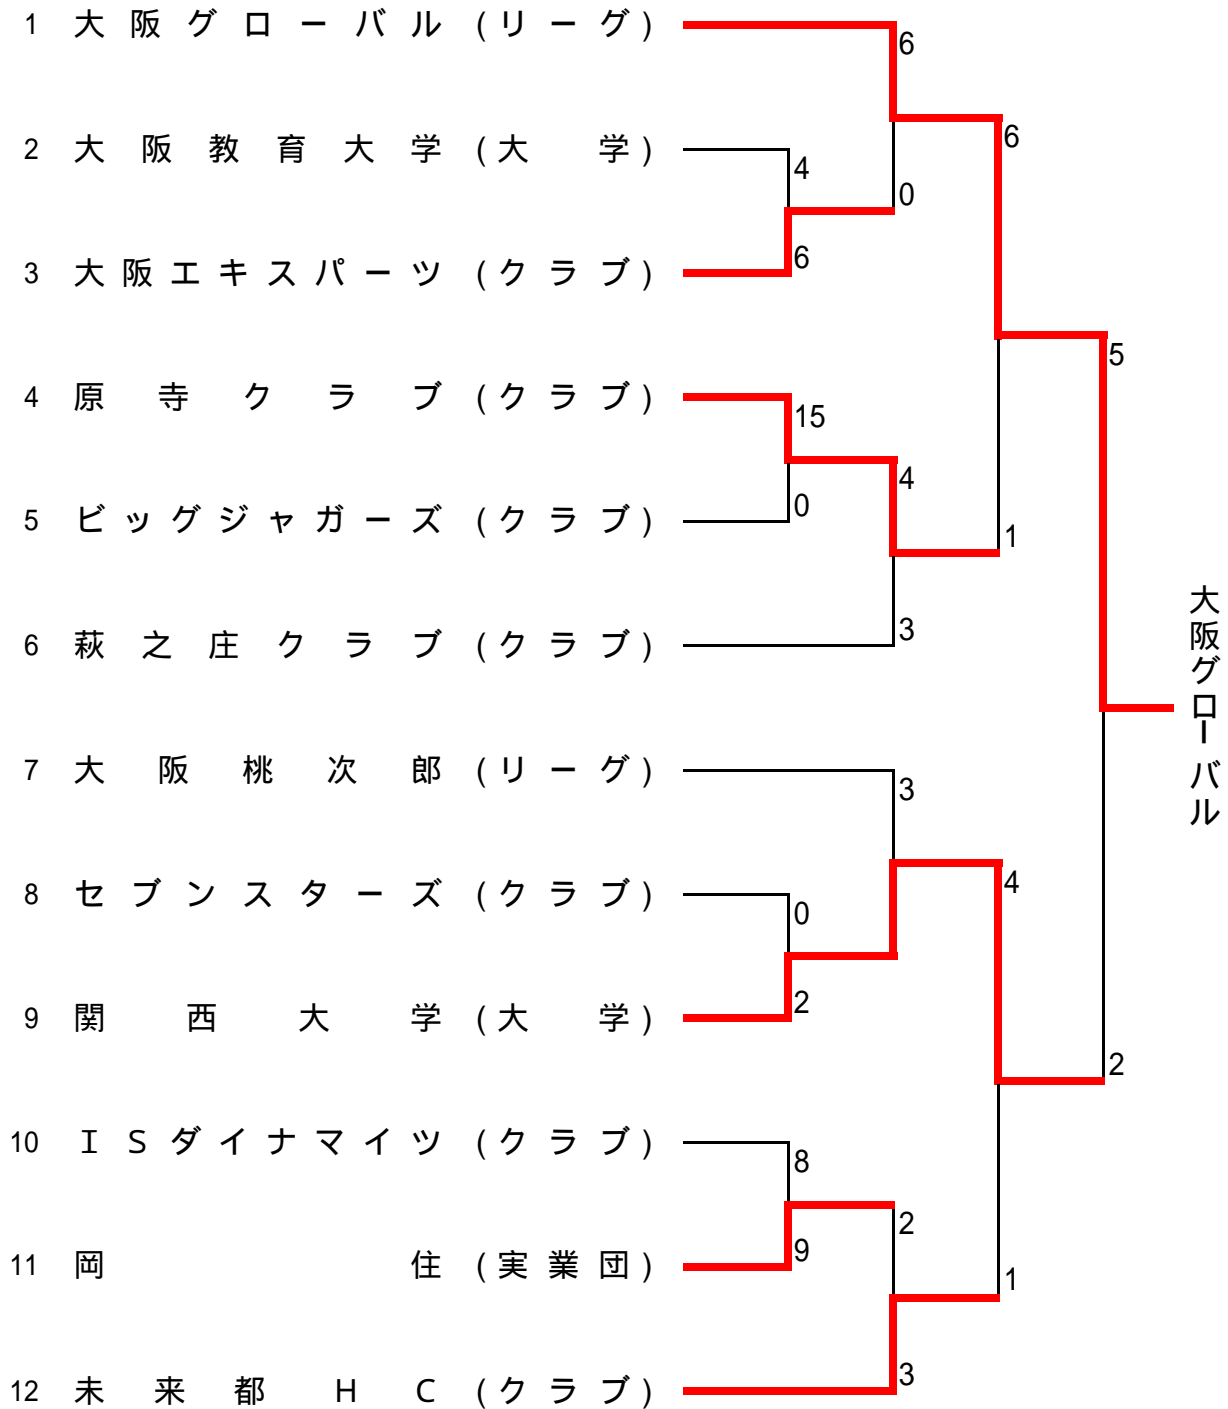 1 大阪グローバル (リーグ)
6
6
2 大阪教育大学 (大学)
4
0
6
3 大阪エキスパーツ (クラブ)
5
4 原寺クラブ (クラブ)
15
4
0
5 ビッグジャガーズ (クラブ)
1
3
6 萩之庄クラブ (クラブ)
大阪グローバル
7 大阪桃次郎 (リーグ)
3
4
8 セブンスターズ (クラブ)
0
2
9 関西大学 (大学)
2
10 ISダイナマイツ (クラブ)
8
2
9
11 岡住 (実業団)
1
3
12 未来都HC (クラブ)